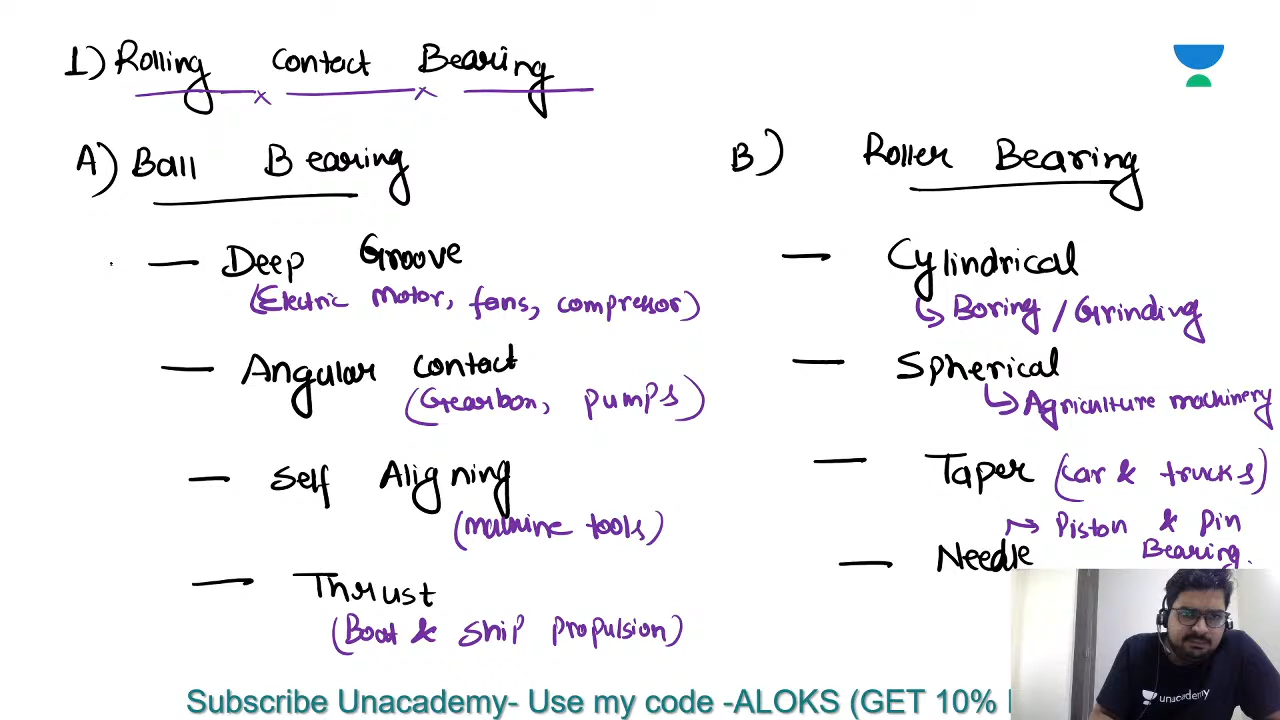 1) Rolling Contact Bearing
A) Ball Bearing
— Deep Groove
(Electric motor, fans, compressor)
— Angular contact
(Gearbox, pumps)
— Self Aligning
(machine tools)
— Thrust
(Boat & ship propulsion)
B) Roller Bearing
— Cylindrical
↳ Boring / Grinding
— Spherical
↳ Agriculture machinery
— Taper (car & trucks)
— Needle
→ Piston & pin
Bearing.
unacademy
Subscribe Unacademy- Use my code -ALOKS (GET 10%